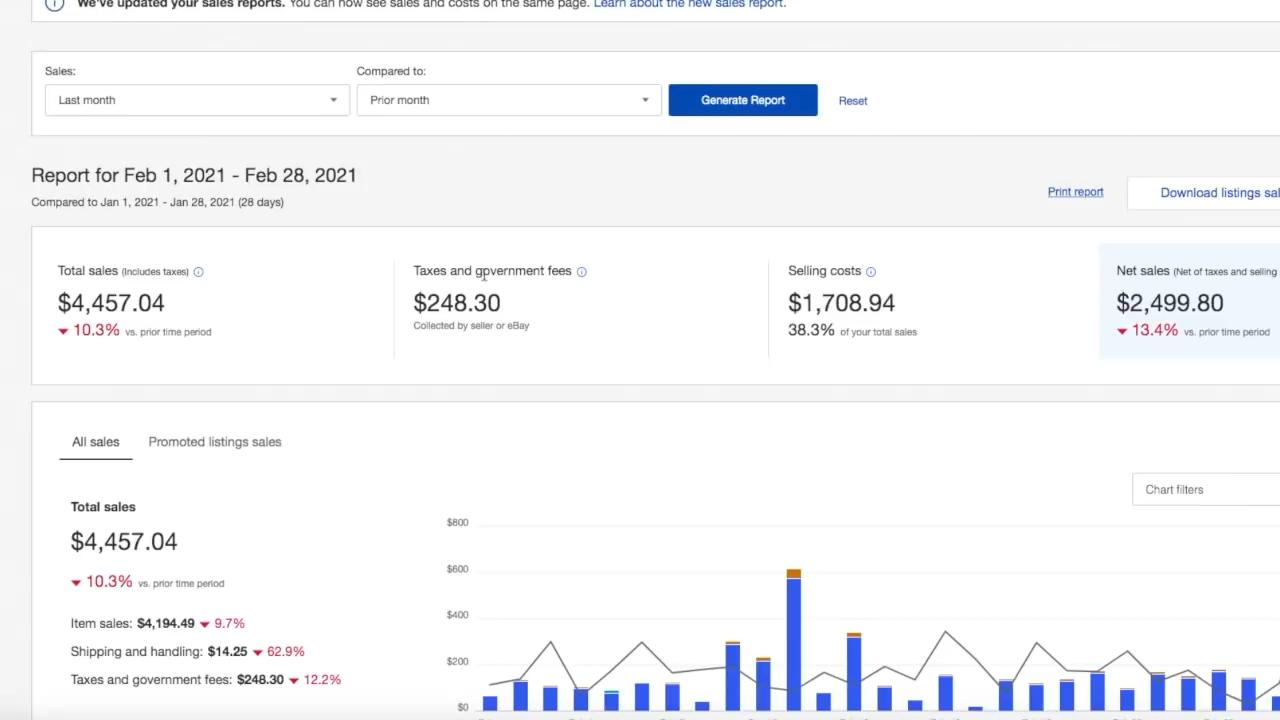 We've updated your sales reports. You can now see sales and costs on the same page. Learn about the new sales report.
Sales:
Compared to:
Last month
Prior month
Generate Report
Reset
Report for Feb 1, 2021 - Feb 28, 2021
Compared to Jan 1, 2021 - Jan 28, 2021 (28 days)
Print report
Download listings sal
Total sales (Includes taxes)
$4,457.04
10.3% vs. prior time period
Taxes and government fees
$248.30
Collected by seller or eBay
Selling costs
$1,708.94
38.3% of your total sales
Net sales (Net of taxes and selling
$2,499.80
13.4% vs. prior time period
All sales
Promoted listings sales
Chart filters
Total sales
$4,457.04
10.3% vs. prior time period
Item sales: $4,194.49 9.7%
Shipping and handling: $14.25 62.9%
Taxes and government fees: $248.30 12.2%
$800
$600
$400
$200
$0